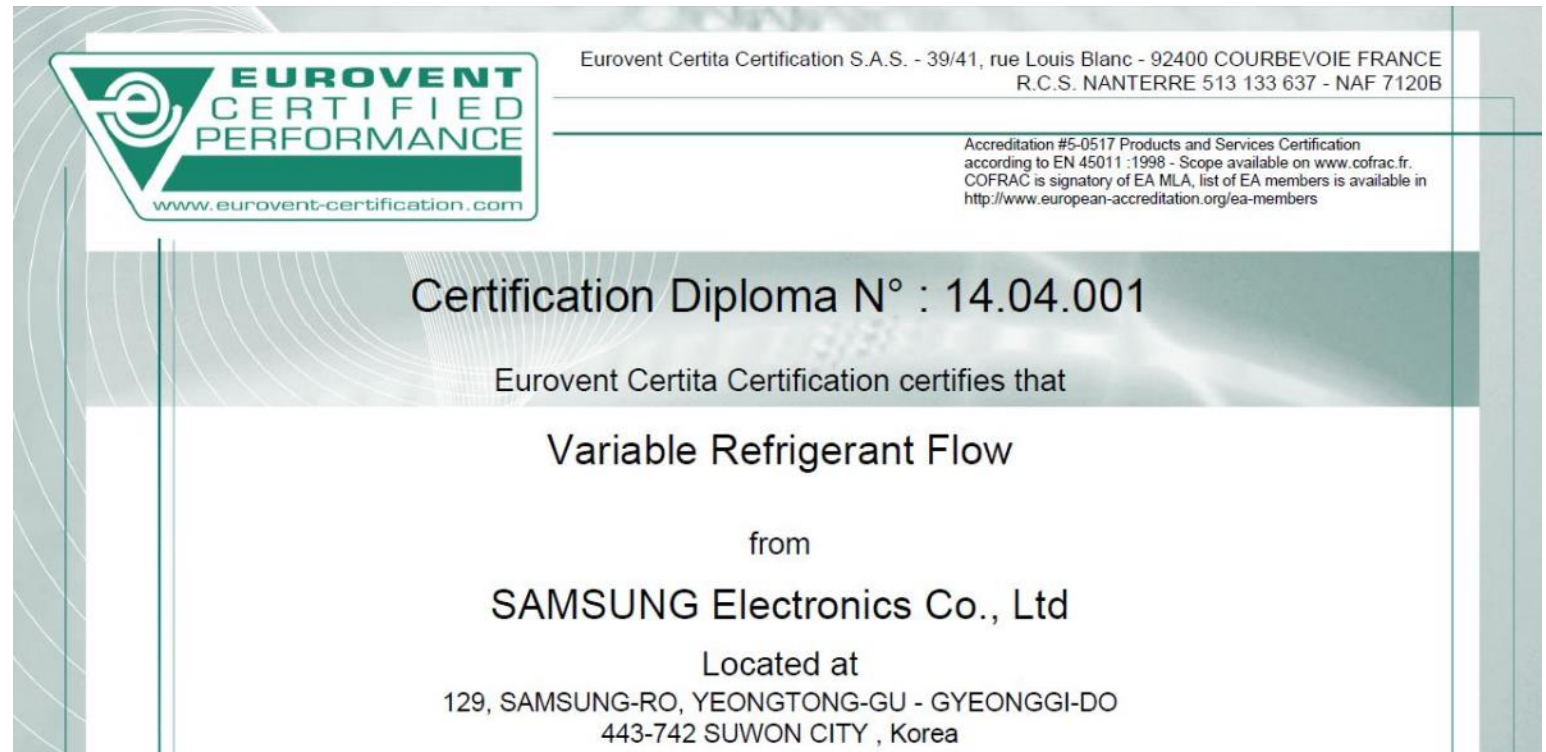 EUROVENT
CERTIFIED
PERFORMANCE
www.eurovent-certification.com
Eurovent Certita Certification S.A.S. - 39/41, rue Louis Blanc - 92400 COURBEVOIE FRANCE
R.C.S. NANTERRE 513 133 637 - NAF 7120B
Accreditation #5-0517 Products and Services Certification
according to EN 45011 :1998 - Scope available on www.cofrac.fr.
COFRAC is signatory of EA MLA, list of EA members is available in
http://www.european-accreditation.org/ea-members
Certification Diploma N° : 14.04.001
Eurovent Certita Certification certifies that
Variable Refrigerant Flow
from
SAMSUNG Electronics Co., Ltd
Located at
129, SAMSUNG-RO, YEONGTONG-GU - GYEONGGI-DO
443-742 SUWON CITY , Korea